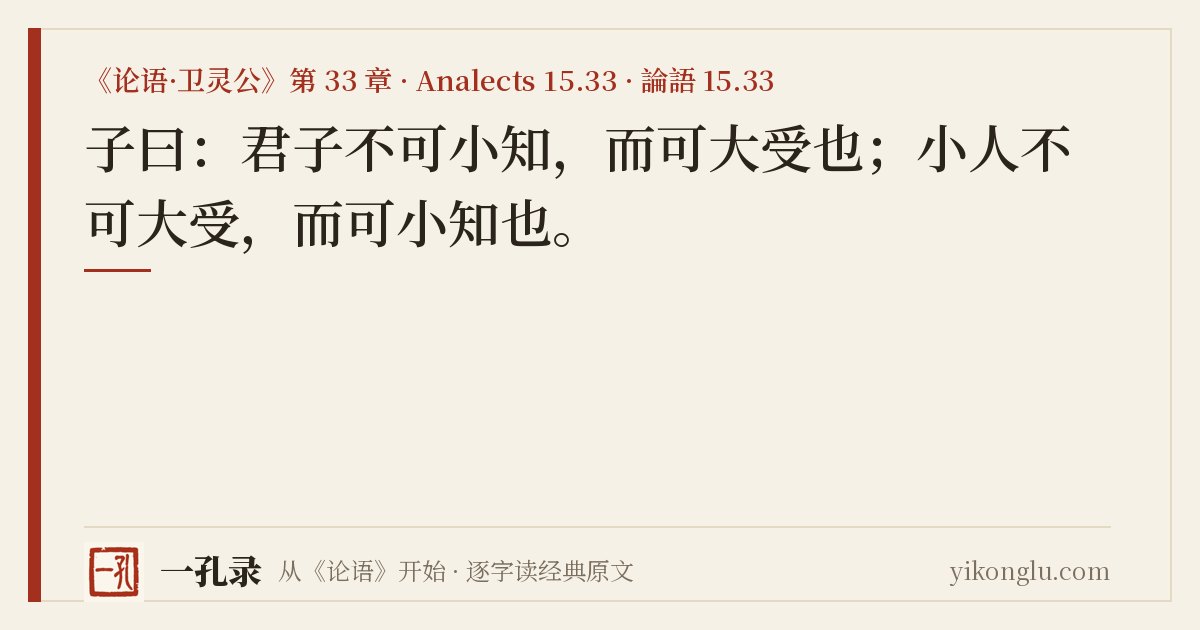 《论语·卫灵公》第 33 章 · Analects 15.33 · 論語 15.33
子曰：君子不可小知，而可大受也；小人不
可大受，而可小知也。
一孔
一孔录 从《论语》开始 · 逐字读经典原文 yikonglu.com